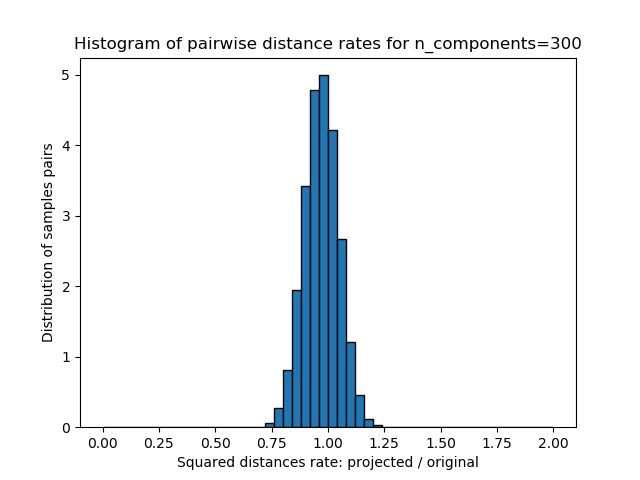 Histogram of pairwise distance rates for n_components=300
Distribution of samples pairs
5
4
3
2
1
0
0.00 0.25 0.50 0.75 1.00 1.25 1.50 1.75 2.00
Squared distances rate: projected / original